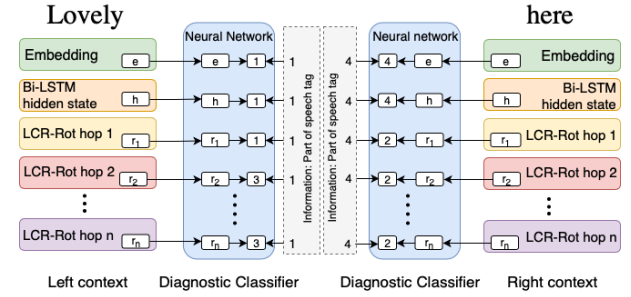 Lovely here
Neural Network Neural network
Embedding e e 1 1 4 4 e e Embedding
Bi-LSTM
hidden state h h 1 1 4 4 h h Bi-LSTM
hidden state
LCR-Rot hop 1 r1 r1 1 1 4 2 r1 r1 LCR-Rot hop 1
LCR-Rot hop 2 r2 r2 3 1 4 2 r2 r2 LCR-Rot hop 2
LCR-Rot hop n rn rn 3 1 4 2 rn rn LCR-Rot hop n
Information: Part of speech tag
Information: Part of speech tag
Left context Diagnostic Classifier Diagnostic Classifier Right context